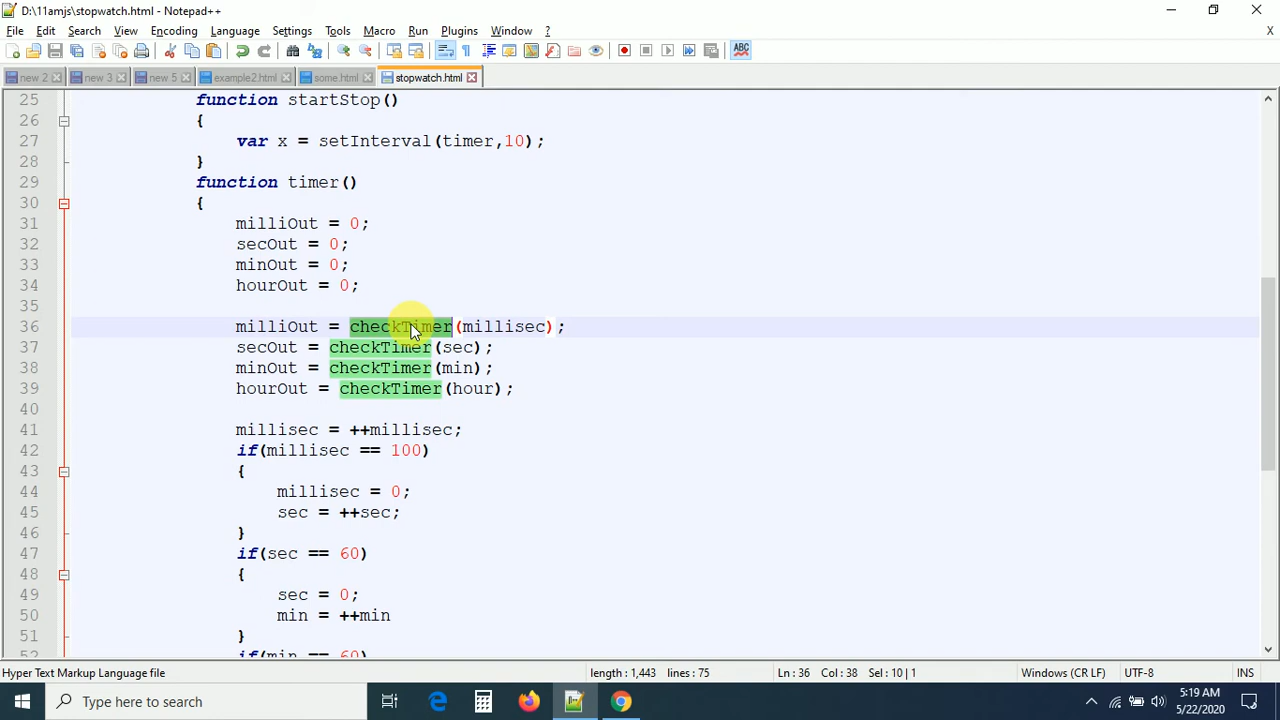 D:\11amjs\stopwatch.html - Notepad++
File Edit Search View Encoding Language Settings Tools Macro Run Plugins Window ? X
ABC
new 2 new 3 new 5 example2.html some.html stopwatch.html
25 function startStop()
26 {
27 var x = setInterval(timer,10);
28 }
29 function timer()
30 {
31 milliOut = 0;
32 secOut = 0;
33 minOut = 0;
34 hourOut = 0;
35
36 milliOut = checkTimer(millisec);
37 secOut = checkTimer(sec);
38 minOut = checkTimer(min);
39 hourOut = checkTimer(hour);
40
41 millisec = ++millisec;
42 if(millisec == 100)
43 {
44 millisec = 0;
45 sec = ++sec;
46 }
47 if(sec == 60)
48 {
49 sec = 0;
50 min = ++min
51 }
52 if(min == 60)
Hyper Text Markup Language file length : 1,443 lines : 75 Ln : 36 Col : 38 Sel : 10 | 1 Windows (CR LF) UTF-8 INS
Type here to search
5:19 AM
5/22/2020